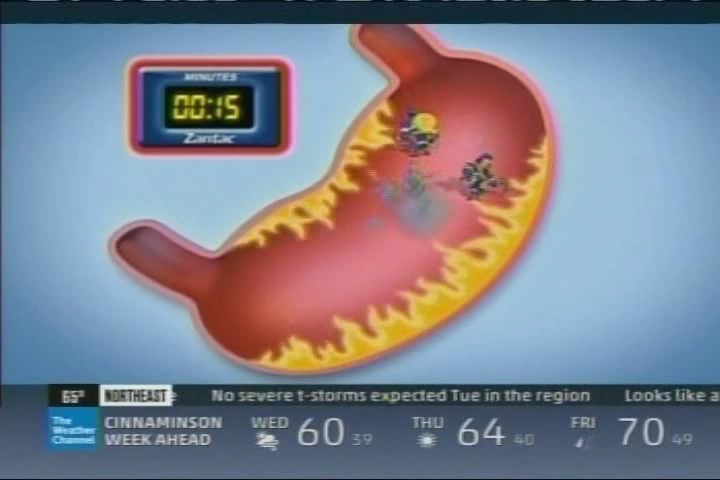 MINUTES
00:15
Zantac
65° NORTHEAST No severe t-storms expected Tue in the region Looks like a
The Weather Channel
CINNAMINSON WEEK AHEAD
WED 60 39
THU 64 40
FRI 70 49